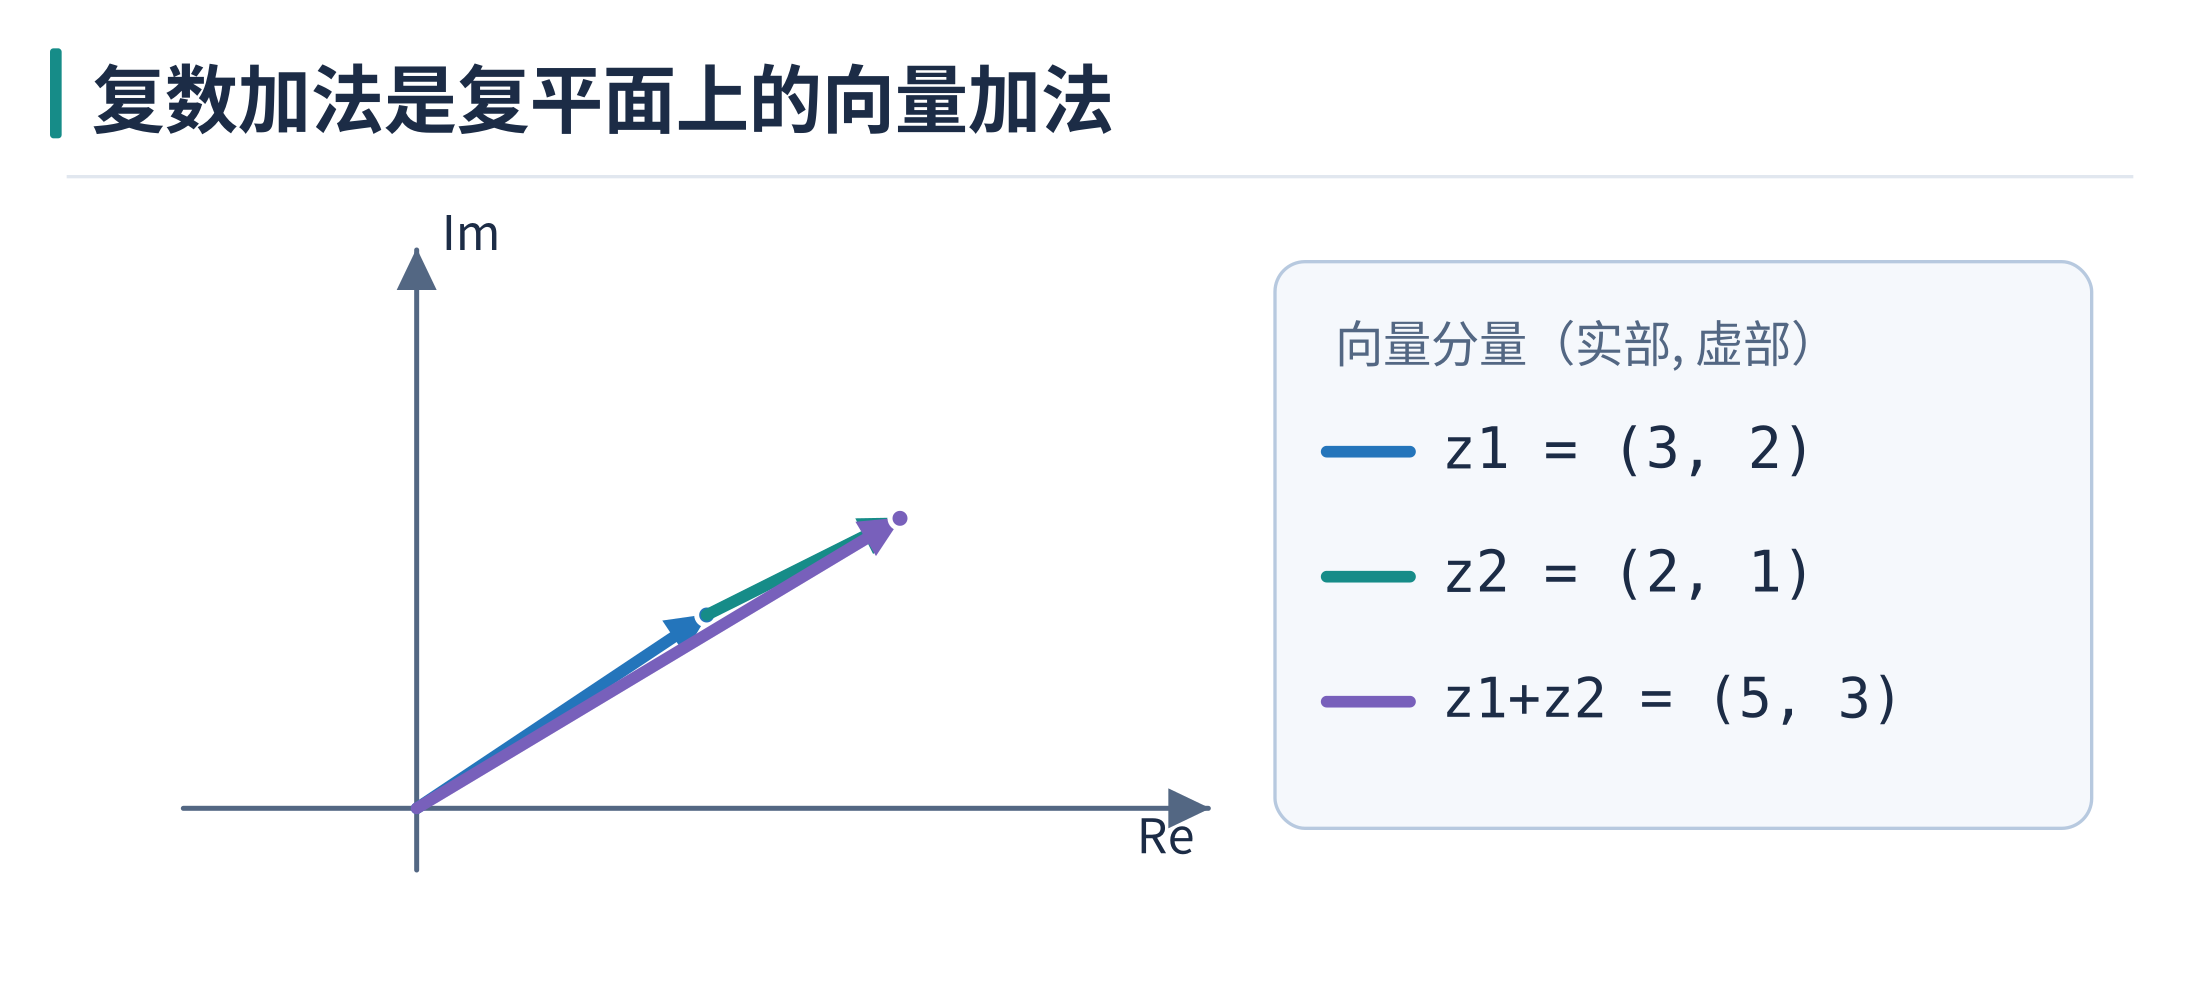 复数加法是复平面上的向量加法
Im
Re
向量分量（实部, 虚部）
z1 = (3, 2)
z2 = (2, 1)
z1+z2 = (5, 3)